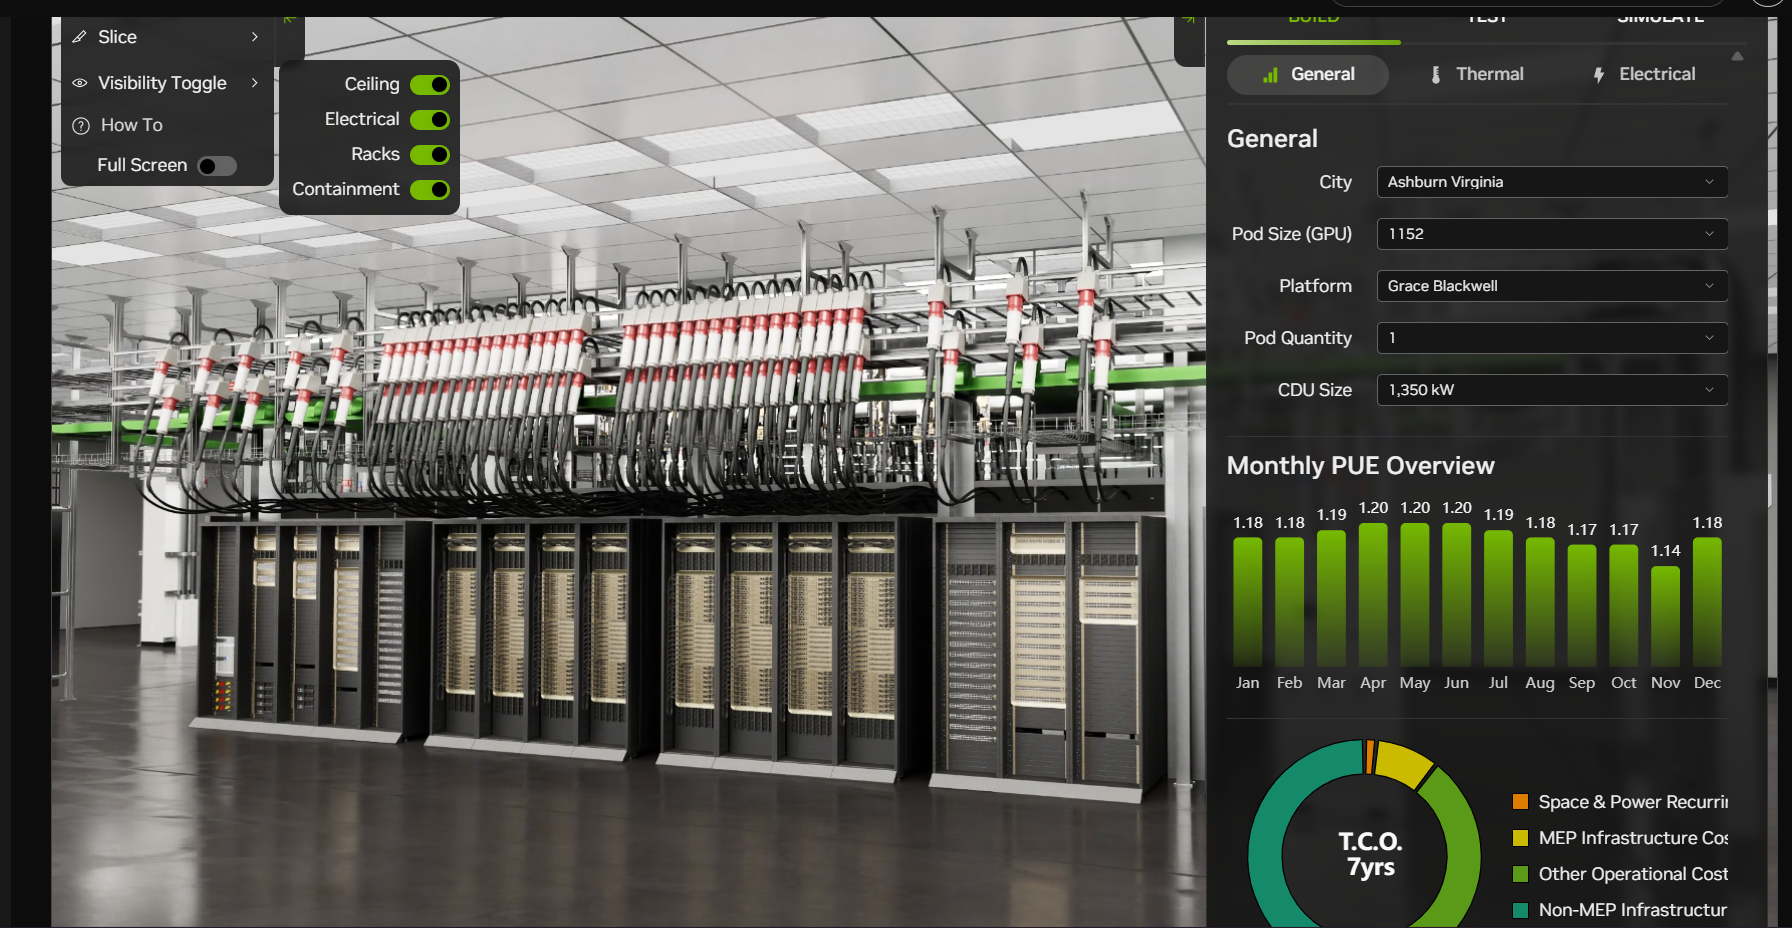 Slice
Visibility Toggle
How To
Full Screen
Ceiling
Electrical
Racks
Containment
BUILD
TEST
SIMULATE
General
Thermal
Electrical
General
City
Ashburn Virginia
Pod Size (GPU)
1152
Platform
Grace Blackwell
Pod Quantity
1
CDU Size
1,350 kW
Monthly PUE Overview
1.18 1.18 1.19 1.20 1.20 1.20 1.19 1.18 1.17 1.17 1.14 1.18
Jan Feb Mar Apr May Jun Jul Aug Sep Oct Nov Dec
T.C.O.
7yrs
Space & Power Recurrin
MEP Infrastructure Cos
Other Operational Cost
Non-MEP Infrastructur